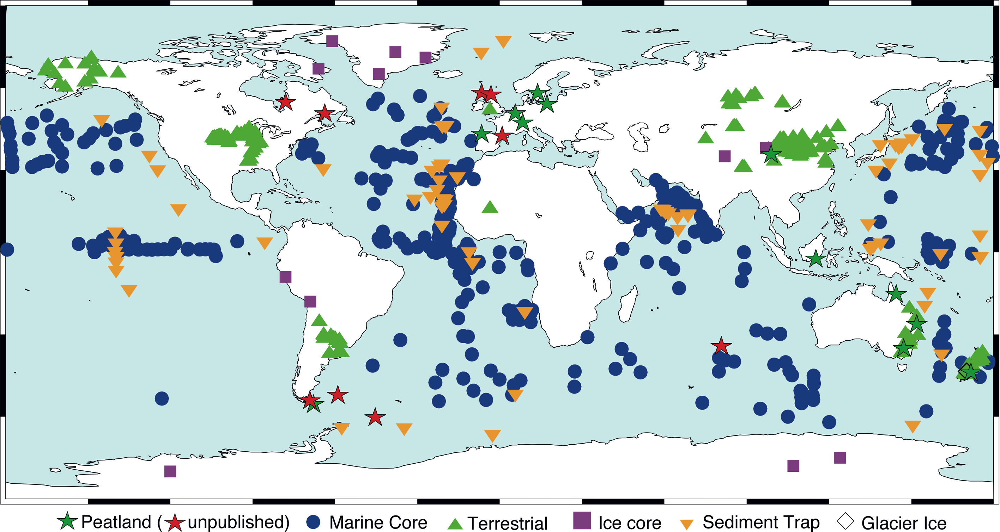 Peatland ( unpublished) Marine Core Terrestrial Ice core Sediment Trap Glacier Ice